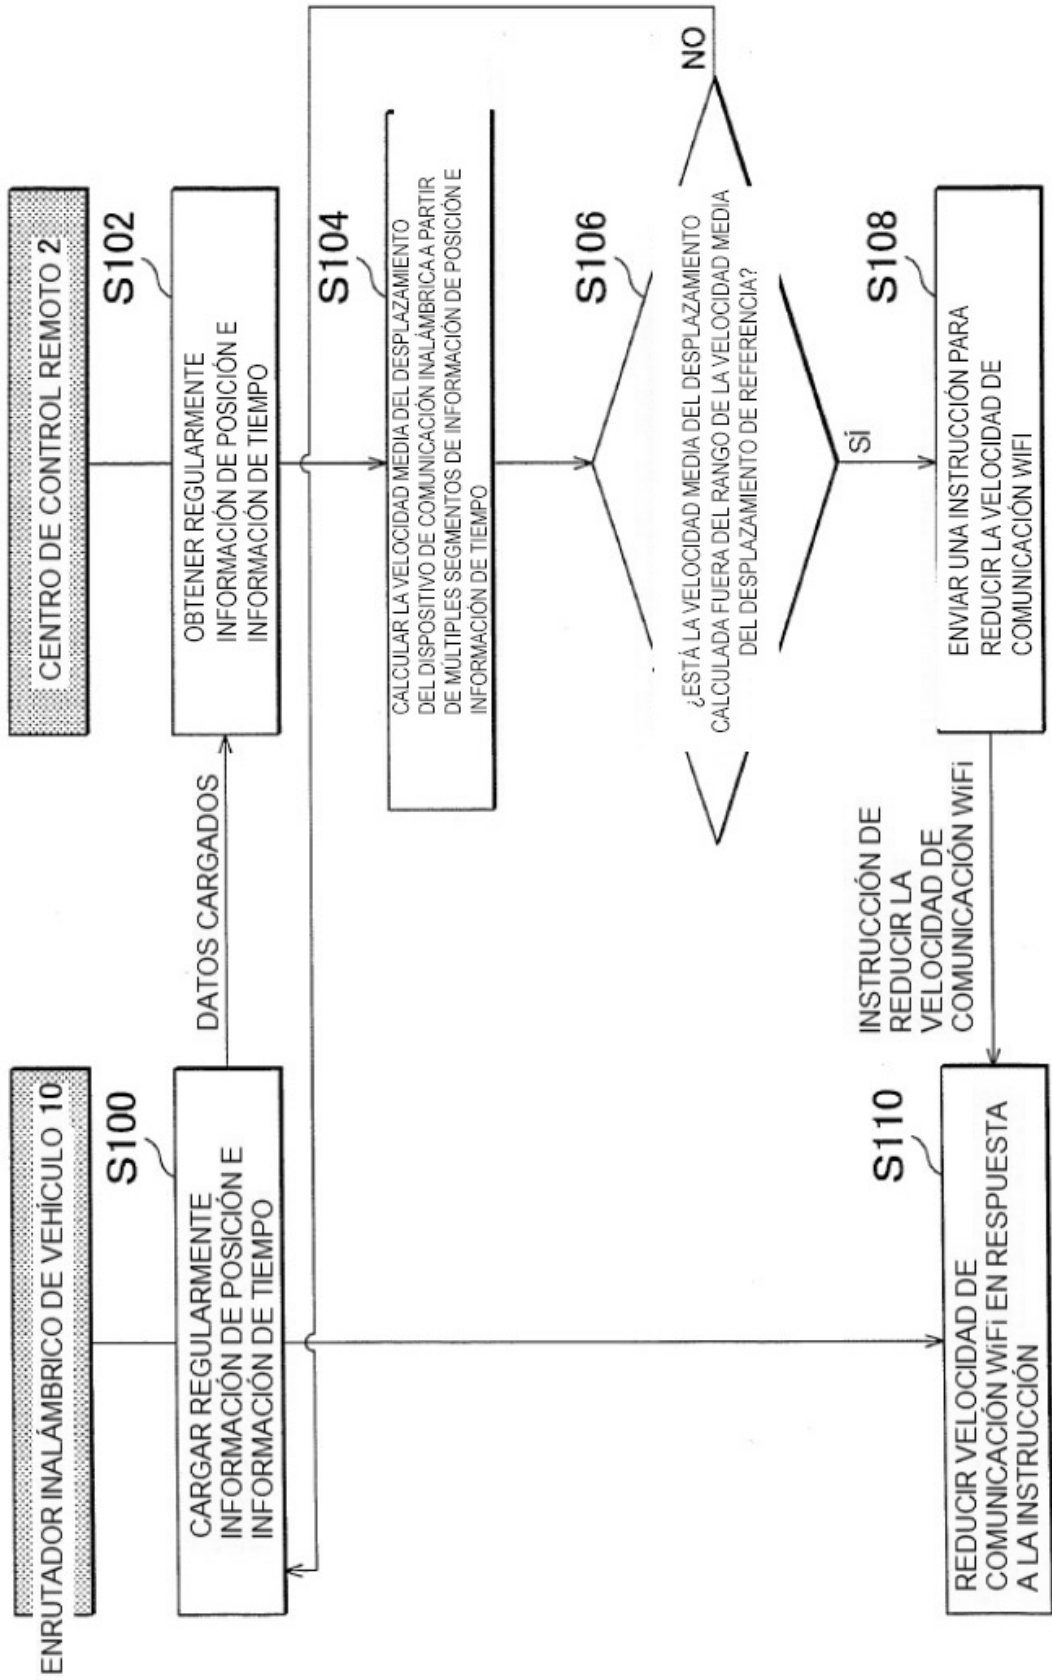 ENRUTADOR INALÁMBRICO DE VEHÍCULO 10
S100
CARGAR REGULARMENTE
INFORMACIÓN DE POSICIÓN E
INFORMACIÓN DE TIEMPO
DATOS CARGADOS
CENTRO DE CONTROL REMOTO 2
S102
OBTENER REGULARMENTE
INFORMACIÓN DE POSICIÓN E
INFORMACIÓN DE TIEMPO
S104
CALCULAR LA VELOCIDAD MEDIA DEL DESPLAZAMIENTO
DEL DISPOSITIVO DE COMUNICACIÓN INALÁMBRICA A PARTIR
DE MÚLTIPLES SEGMENTOS DE INFORMACIÓN DE POSICIÓN E
INFORMACIÓN DE TIEMPO
S106
¿ESTÁ LA VELOCIDAD MEDIA DEL DESPLAZAMIENTO
CALCULADA FUERA DEL RANGO DE LA VELOCIDAD MEDIA
DEL DESPLAZAMIENTO DE REFERENCIA?
NO
SÍ
S108
ENVIAR UNA INSTRUCCIÓN PARA
REDUCIR LA VELOCIDAD DE
COMUNICACIÓN WIFI
INSTRUCCIÓN DE
REDUCIR LA
VELOCIDAD DE
COMUNICACIÓN WiFi
S110
REDUCIR VELOCIDAD DE
COMUNICACIÓN WiFi EN RESPUESTA
A LA INSTRUCCIÓN